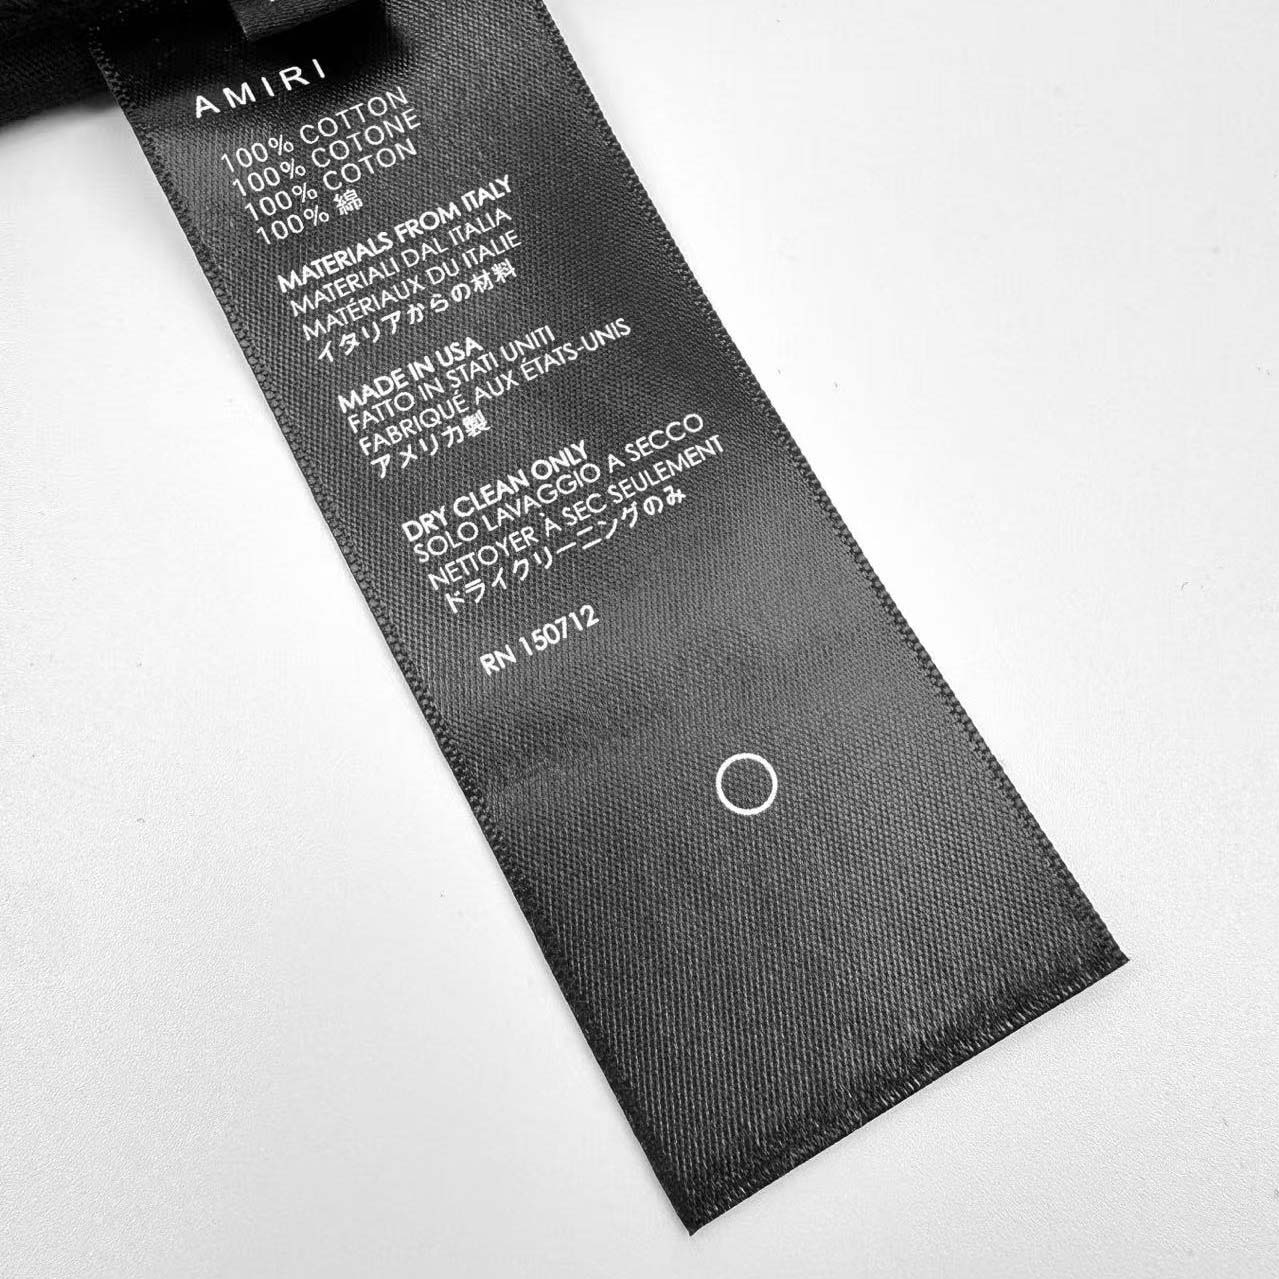 AMIRI
100% COTTON
100% COTONE
100% COTON
100% 綿
MATERIALS FROM ITALY
MATERIALI DAL ITALIA
MATÉRIAUX DU ITALIE
イタリアからの材料
MADE IN USA
FATTO IN STATI UNITI
FABRIQUÉ AUX ÉTATS-UNIS
アメリカ製
DRY CLEAN ONLY
SOLO LAVAGGIO A SECCO
NETTOYER À SEC SEULEMENT
ドライクリーニングのみ
RN 150712